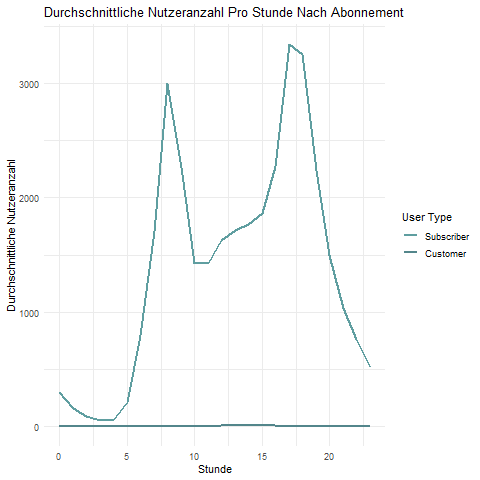 Durchschnittliche Nutzeranzahl Pro Stunde Nach Abonnement
Durchschnittliche Nutzeranzahl
3000
2000
1000
0
0 5 10 15 20
Stunde
User Type
Subscriber
Customer